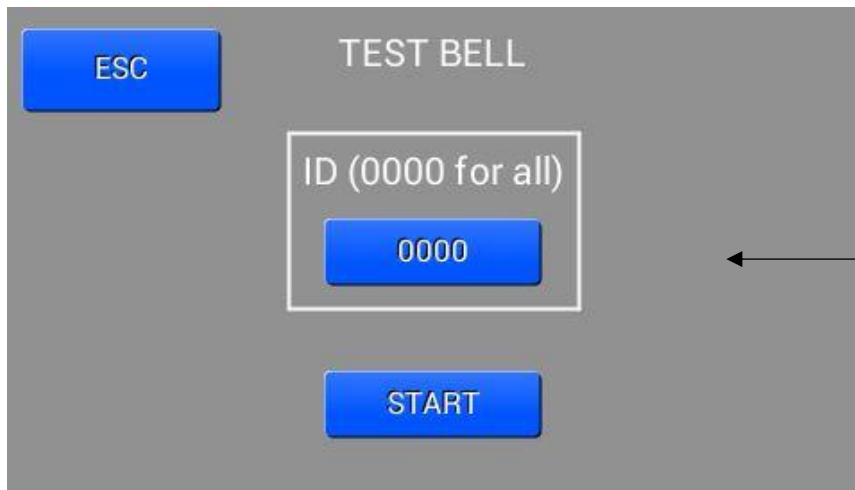 ESC
TEST BELL
ID (0000 for all)
0000
START